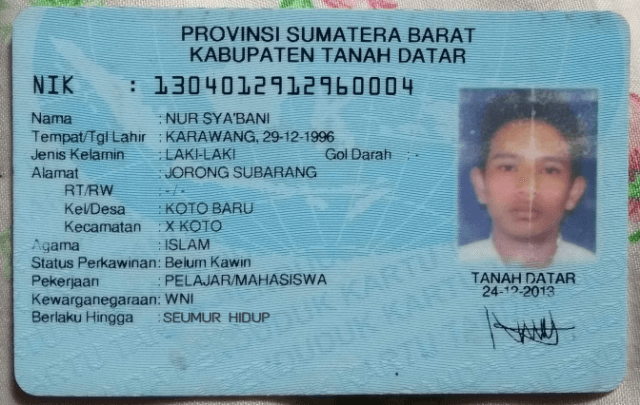 PROVINSI SUMATERA BARAT
KABUPATEN TANAH DATAR
NIK : 1304012912960004
Nama : NUR SYA'BANI
Tempat/Tgl Lahir : KARAWANG, 29-12-1996
Jenis Kelamin : LAKI-LAKI Gol Darah : -
Alamat : JORONG SUBARANG
RT/RW : -/-
Kel/Desa : KOTO BARU
Kecamatan : X KOTO
Agama : ISLAM
Status Perkawinan: Belum Kawin
Pekerjaan : PELAJAR/MAHASISWA
Kewarganegaraan: WNI
Berlaku Hingga : SEUMUR HIDUP
TANAH DATAR
24-12-2013